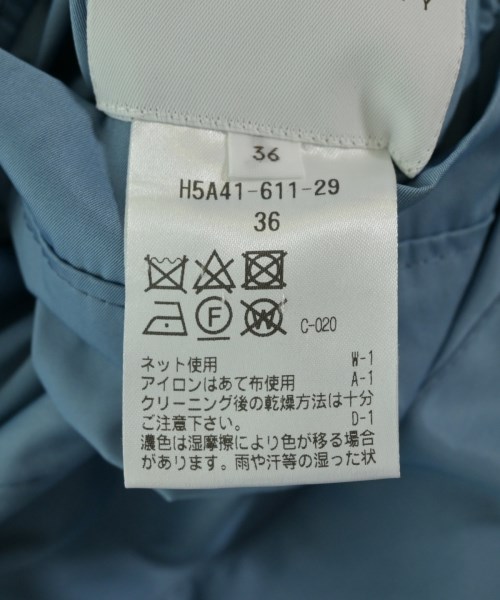 Y
36
H5A41-611-29
36
F W C-020
ネット使用 W-1
アイロンはあて布使用 A-1
クリーニング後の乾燥方法は十分
ご注意下さい。 D-1
濃色は湿摩擦により色が移る場合
があります。雨や汗等の湿った状